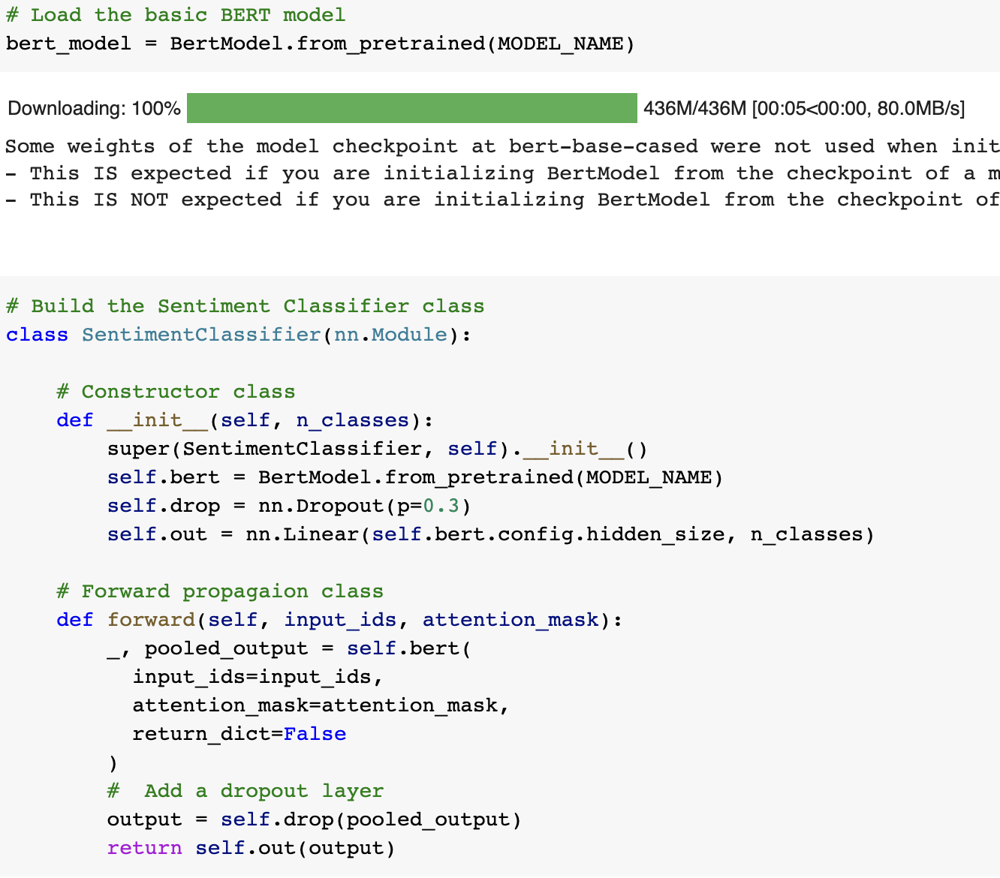 # Load the basic BERT model
bert_model = BertModel.from_pretrained(MODEL_NAME)
Downloading: 100% 436M/436M [00:05<00:00, 80.0MB/s]
Some weights of the model checkpoint at bert-base-cased were not used when init
- This IS expected if you are initializing BertModel from the checkpoint of a m
- This IS NOT expected if you are initializing BertModel from the checkpoint of
# Build the Sentiment Classifier class
class SentimentClassifier(nn.Module):
    # Constructor class
    def __init__(self, n_classes):
        super(SentimentClassifier, self).__init__()
        self.bert = BertModel.from_pretrained(MODEL_NAME)
        self.drop = nn.Dropout(p=0.3)
        self.out = nn.Linear(self.bert.config.hidden_size, n_classes)
    # Forward propagaion class
    def forward(self, input_ids, attention_mask):
        _, pooled_output = self.bert(
          input_ids=input_ids,
          attention_mask=attention_mask,
          return_dict=False
        )
        #  Add a dropout layer
        output = self.drop(pooled_output)
        return self.out(output)